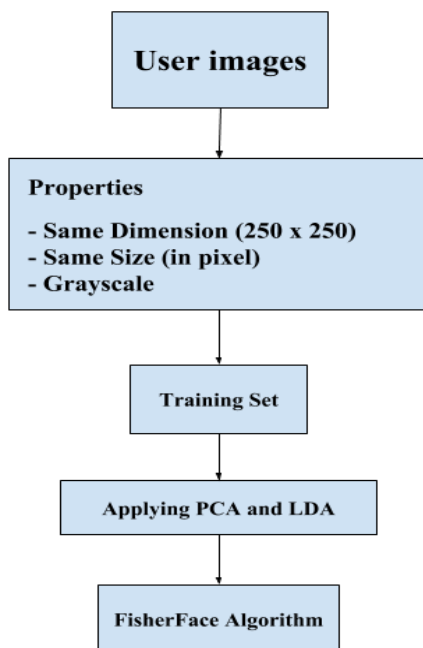 User images
Properties
- Same Dimension (250 x 250)
- Same Size (in pixel)
- Grayscale
Training Set
Applying PCA and LDA
FisherFace Algorithm